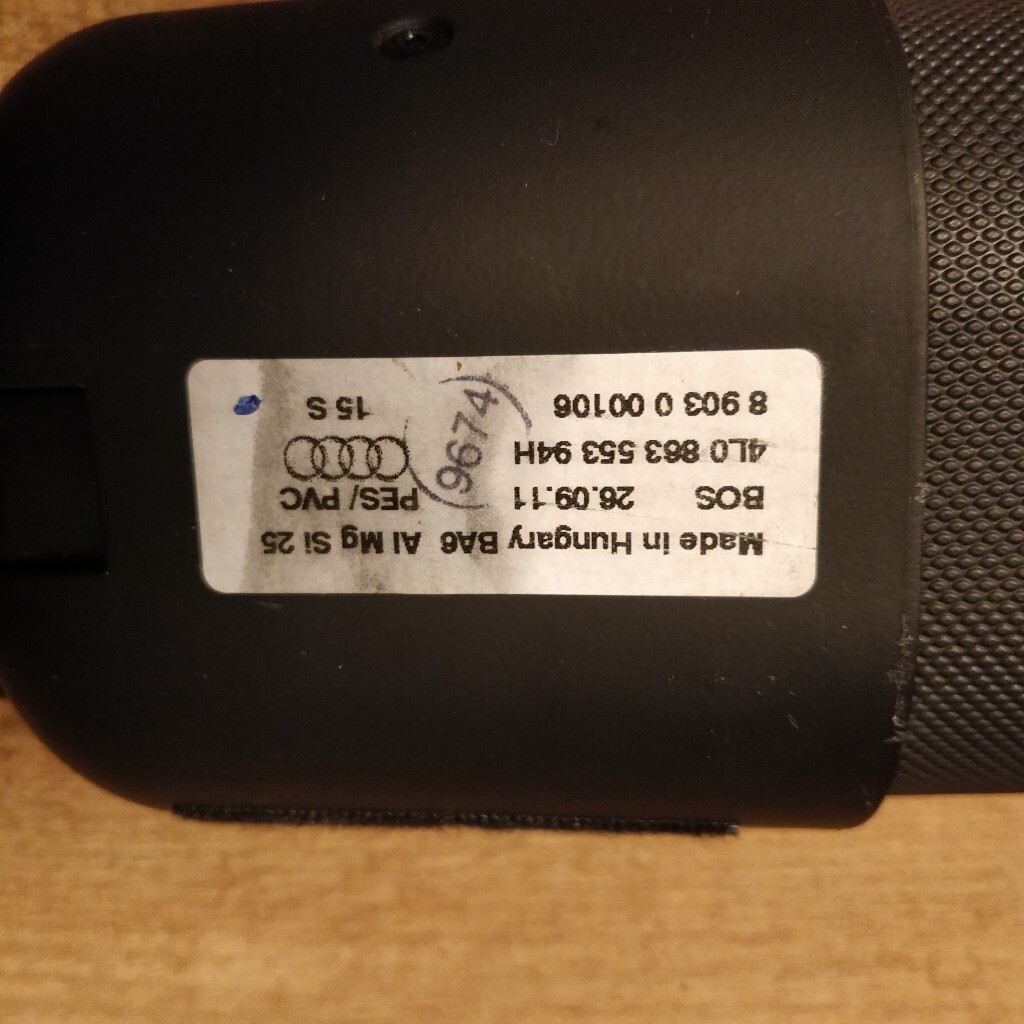 Made in Hungary BA6 Al Mg Si 25
BOS 26.09.11 PES/ PVC
4L0 863 553 94H
8 903 0 00106 15 S
(9674)